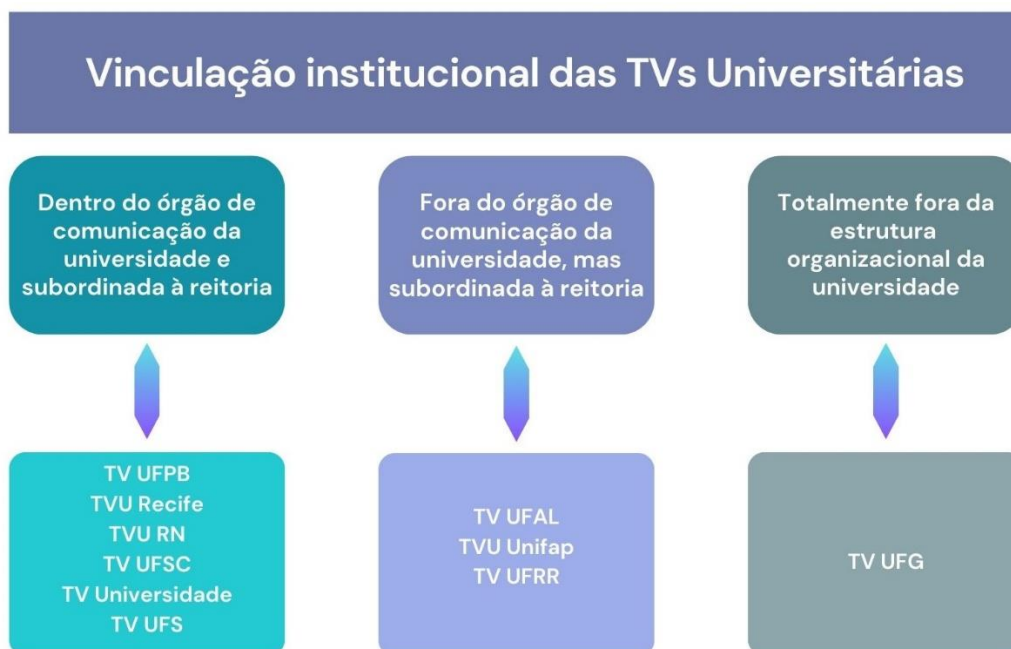 Vinculação institucional das TVs Universitárias
Dentro do órgão de
comunicação da
universidade e
subordinada à reitoria
Fora do órgão de
comunicação da
universidade, mas
subordinada à reitoria
Totalmente fora da
estrutura
organizacional da
universidade
TV UFPB
TVU Recife
TVU RN
TV UFSC
TV Universidade
TV UFS
TV UFAL
TVU Unifap
TV UFRR
TV UFG